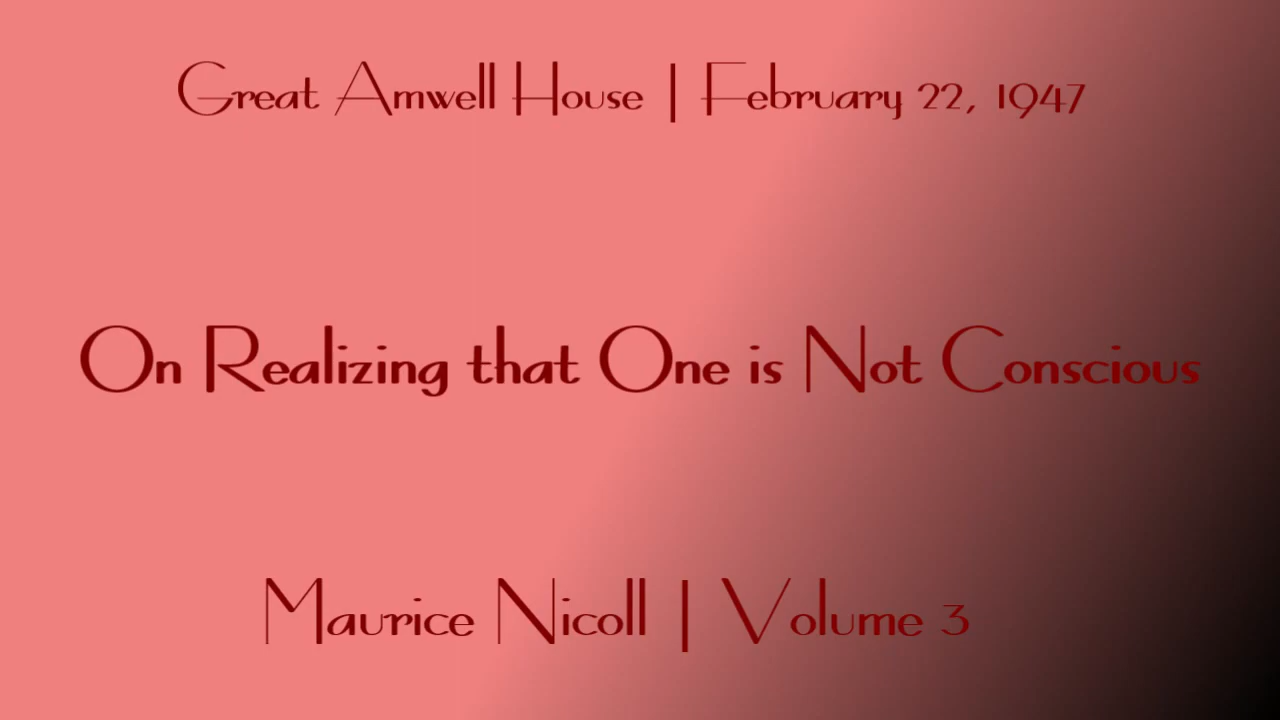 Great Amwell House | February 22, 1947
On Realizing that One is Not Conscious
Maurice Nicoll | Volume 3